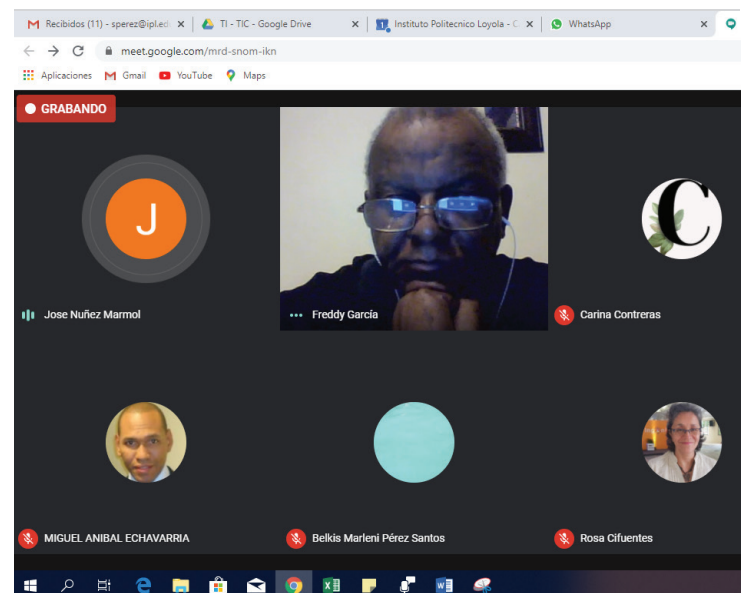 Recibidos (11) - sperez@ipl.ed
TI - TIC - Google Drive
Instituto Politecnico Loyola - C
WhatsApp
meet.google.com/mrd-snom-ikn
Aplicaciones
Gmail
YouTube
Maps
GRABANDO
J
C
Jose Nuñez Marmol
Freddy García
Carina Contreras
MIGUEL ANIBAL ECHAVARRIA
Belkis Marleni Pérez Santos
Rosa Cifuentes